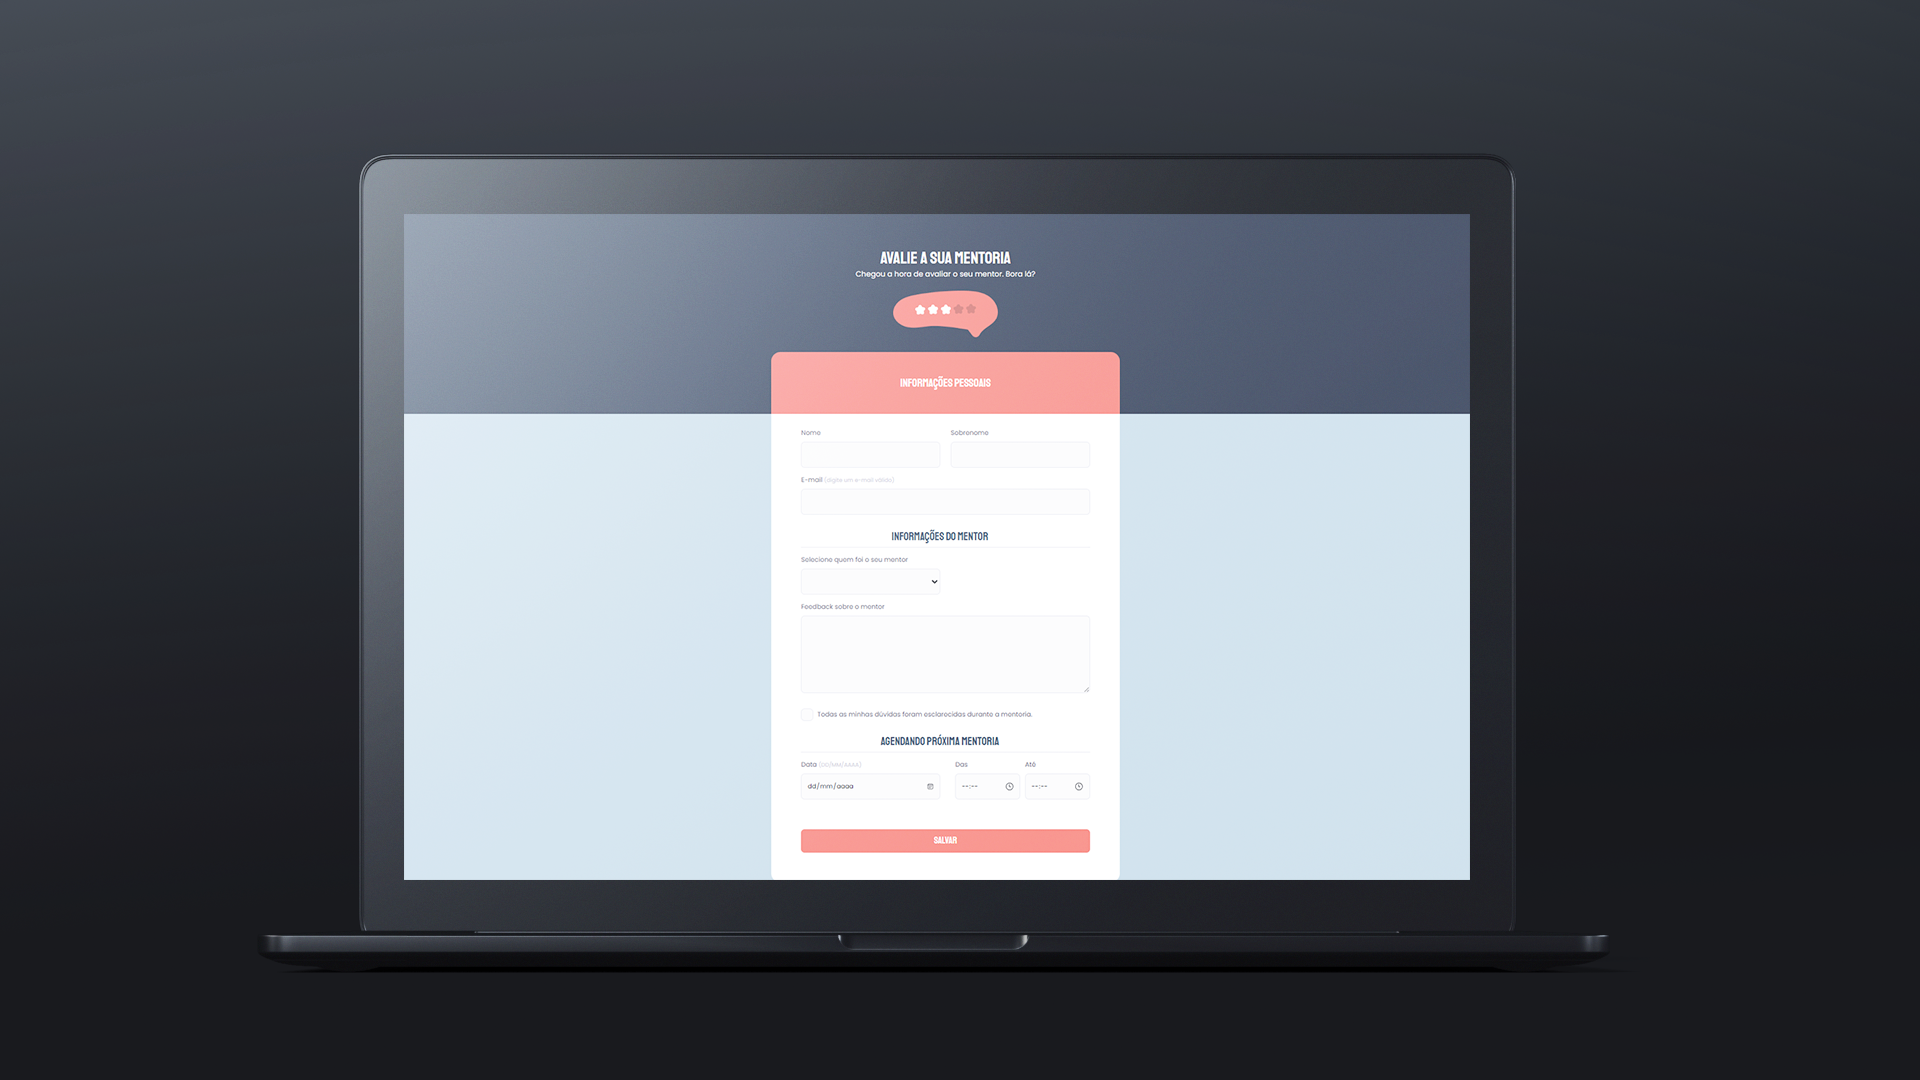 AVALIE A SUA MENTORIA
Chegou a hora de avaliar o seu mentor. Bora lá?
INFORMAÇÕES PESSOAIS
Nome Sobrenome
E-mail (digite um e-mail válido)
INFORMAÇÕES DO MENTOR
Selecione quem foi o seu mentor
Feedback sobre o mentor
Todas as minhas dúvidas foram esclarecidas durante a mentoria.
AGENDANDO PRÓXIMA MENTORIA
Data (DD/MM/AAAA) Das Até
dd/mm/aaaa --:-- --:--
SALVAR